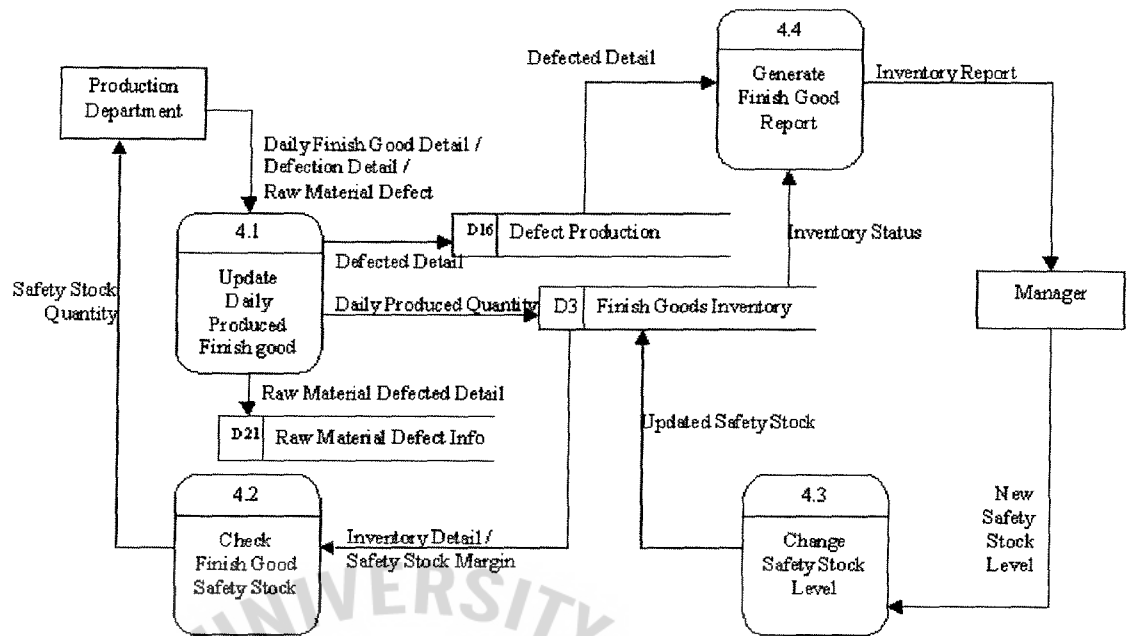 4.4
Generate
Finish Good
Report
Defected Detail
Inventory Report
Production
Department
Daily Finish Good Detail /
Defection Detail /
Raw Material Defect
4.1
Update
Daily
Produced
Finish good
D16 Defect Production
Defected Detail
Inventory Status
Safety Stock
Quantity
Daily Produced Quantity
D3 Finish Goods Inventory
Manager
Raw Material Defected Detail
D21 Raw Material Defect Info
Updated Safety Stock
4.2
Check
Finish Good
Safety Stock
Inventory Detail /
Safety Stock Margin
4.3
Change
Safety Stock
Level
New
Safety
Stock
Level
UNIVERSITY